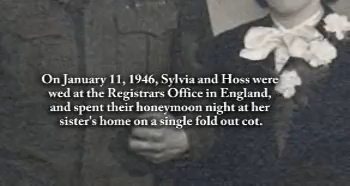 On January 11, 1946, Sylvia and Hoss were
wed at the Registrars Office in England,
and spent their honeymoon night at her
sister's home on a single fold out cot.